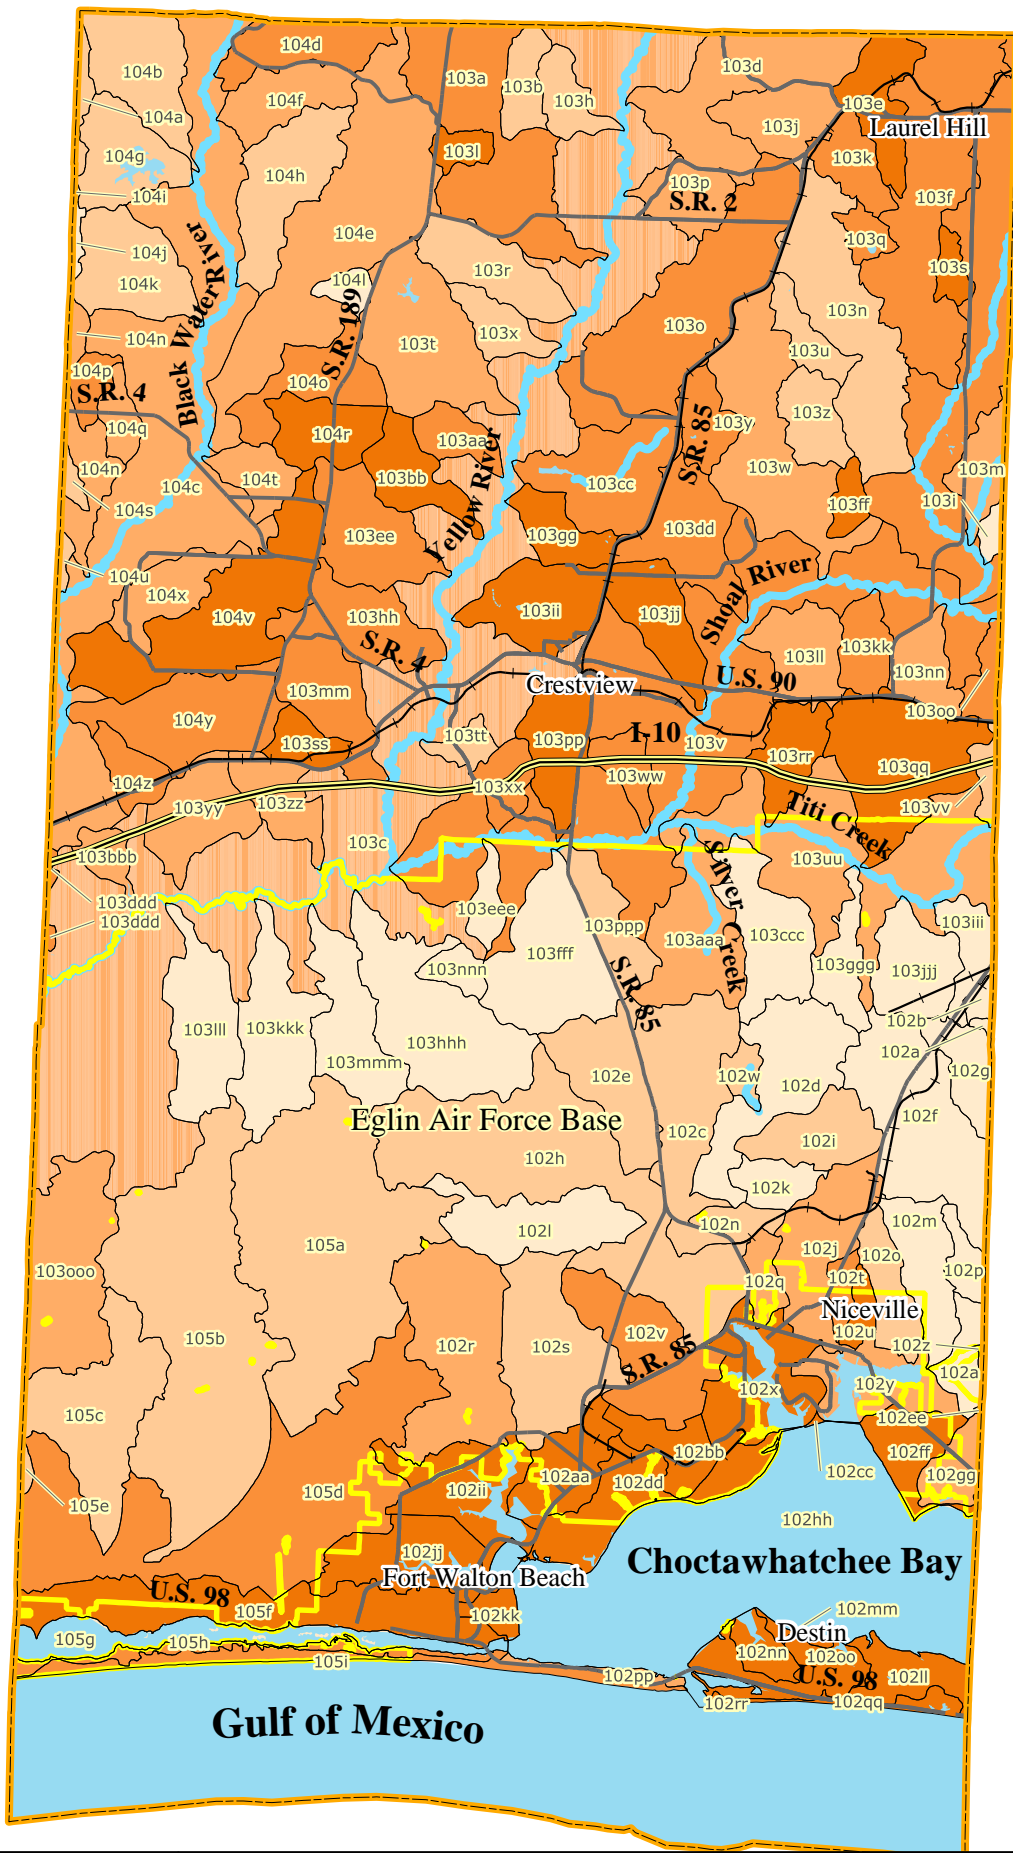 104d
103d
104b
103a
103b
104f
103h
103e
104a
103j
Laurel Hill
104g
103l
103k
104h
103p
104i
S.R. 2
103f
104e
103q
104j
Black Water River
103r
103s
104l
104k
103n
S.R. 189
103o
103x
104n
103t
103u
104p
104o
S.R. 4
103z
S.R. 85
103y
104q
104r
103aa
104n
103w
103m
104t
103bb
103cc
104c
Yellow River
103i
104s
103ff
103dd
103ee
103gg
104u
Shoal River
104x
103ii
103jj
104v
103hh
S.R. 4
103kk
103ll
103nn
U.S. 90
Crestview
103mm
103oo
104y
103tt
I-10
103pp
103v
103ss
103rr
103qq
103ww
104z
103xx
103zz
103yy
103vv
Titi Creek
103c
103bbb
103uu
Silver Creek
103ddd
103eee
103ddd
103iii
103ppp
103ccc
103aaa
103fff
103nnn
103ggg
103jjj
S.R. 85
102b
103lll
103kkk
103hhh
102a
103mmm
102g
102e
102w
102d
102f
Eglin Air Force Base
102c
102i
102h
102k
102n
102l
102m
105a
102j
102o
103ooo
102p
102t
102q
Niceville
105b
102u
102v
102r
102s
102z
S.R. 85
102a
102y
102x
105c
102ee
102bb
102ff
102cc
102aa
102gg
102dd
102ii
105d
105e
102hh
102jj
Choctawhatchee Bay
Fort Walton Beach
U.S. 98
105f
102mm
102kk
Destin
105g
105h
102nn
102oo
105i
102pp
U.S. 98
102ll
102rr
102qq
Gulf of Mexico